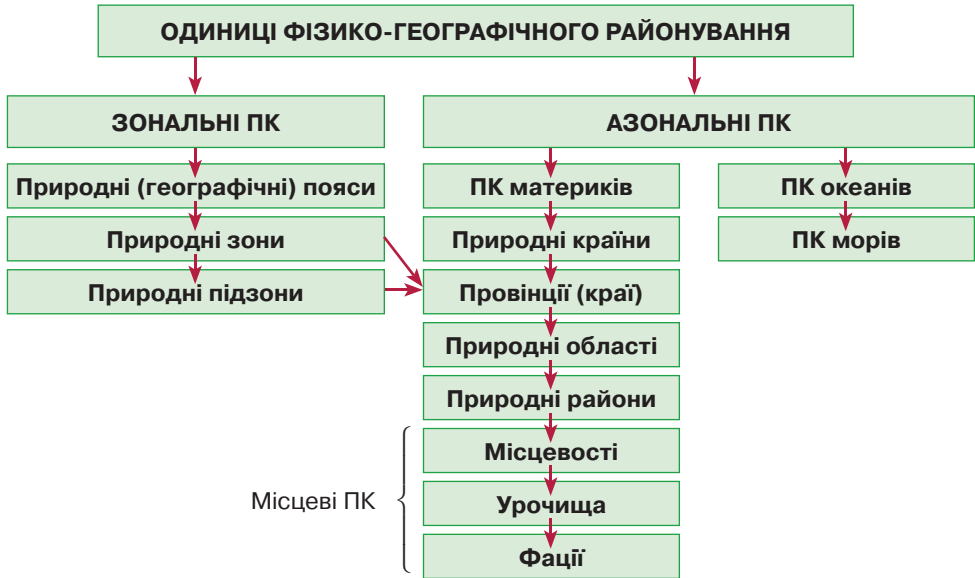 ОДИНИЦІ ФІЗИКО-ГЕОГРАФІЧНОГО РАЙОНУВАННЯ
ЗОНАЛЬНІ ПК
АЗОНАЛЬНІ ПК
Природні (географічні) пояси
ПК материків
ПК океанів
Природні зони
Природні країни
ПК морів
Природні підзони
Провінції (краї)
Природні області
Природні райони
Місцевості
Місцеві ПК
Урочища
Фації